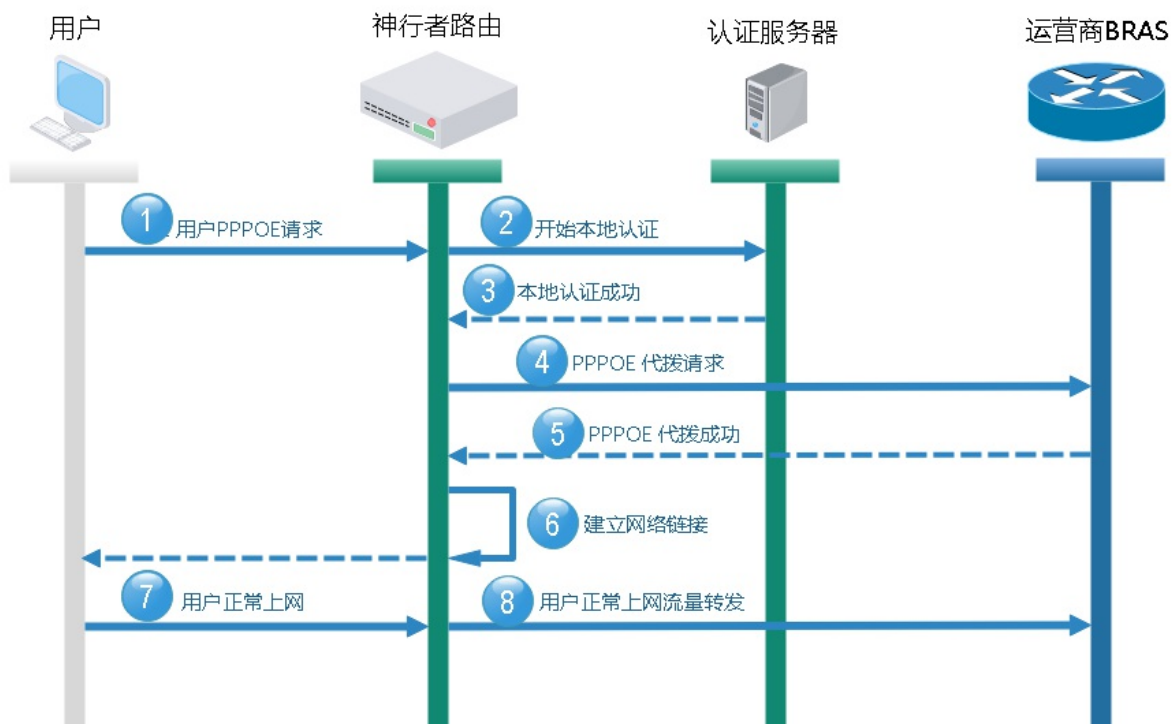 用户
神行者路由
认证服务器
运营商BRAS
1 用户PPPOE请求
2 开始本地认证
3 本地认证成功
4 PPPOE 代拨请求
5 PPPOE 代拨成功
6 建立网络链接
7 用户正常上网
8 用户正常上网流量转发